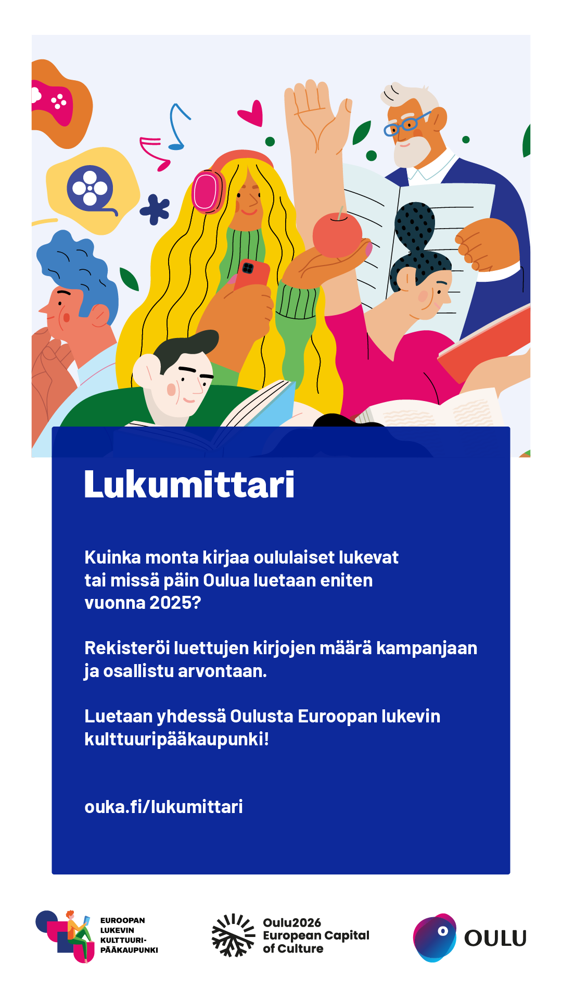 Lukumittari
Kuinka monta kirjaa oululaiset lukevat
tai missä päin Oulua luetaan eniten
vuonna 2025?
Rekisteröi luettujen kirjojen määrä kampanjaan
ja osallistu arvontaan.
Luetaan yhdessä Oulusta Euroopan lukevin
kulttuuripääkaupunki!
ouka.fi/lukumittari
EUROOPAN
LUKEVIN
KULTTUURI-
PÄÄKAUPUNKI
Oulu2026
European Capital
of Culture
OULU